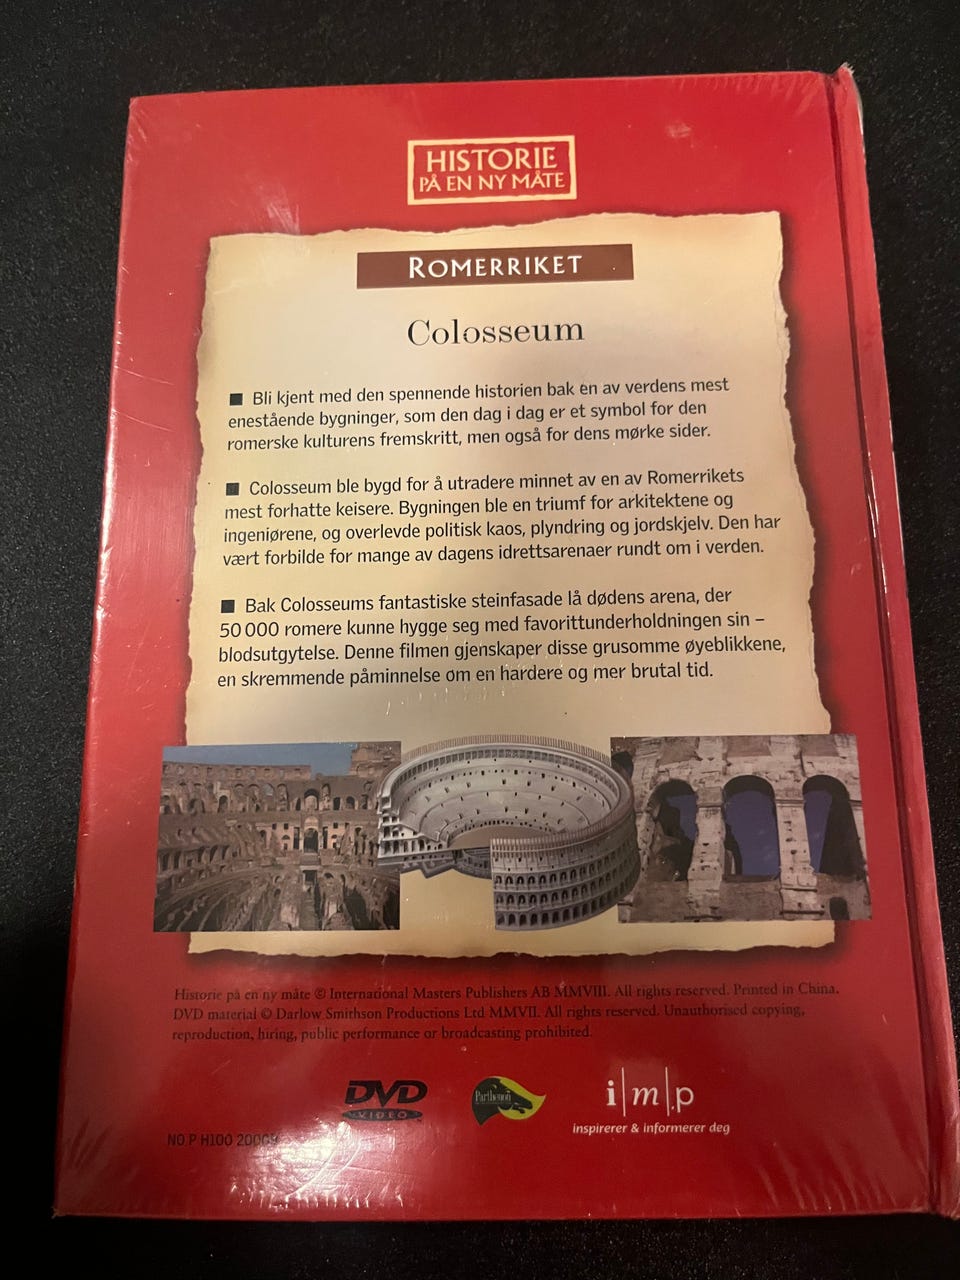 HISTORIE
PÅ EN NY MÅTE
ROMERRIKET
Colosseum
■ Bli kjent med den spennende historien bak en av verdens mest
enestående bygninger, som den dag i dag er et symbol for den
romerske kulturens fremskritt, men også for dens mørke sider.
■ Colosseum ble bygd for å utradere minnet av en av Romerrikets
mest forhatte keisere. Bygningen ble en triumf for arkitektene og
ingeniørene, og overlevde politisk kaos, plyndring og jordskjelv. Den har
vært forbilde for mange av dagens idrettsarenaer rundt om i verden.
■ Bak Colosseums fantastiske steinfasade lå dødens arena, der
50 000 romere kunne hygge seg med favorittunderholdningen sin –
blodsutgytelse. Denne filmen gjenskaper disse grusomme øyeblikkene,
en skremmende påminnelse om en hardere og mer brutal tid.
Historie på en ny måte © International Masters Publishers AB MMVIII. All rights reserved. Printed in China.
DVD material © Darlow Smithson Productions Ltd MMVII. All rights reserved. Unauthorised copying,
reproduction, hiring, public performance or broadcasting prohibited.
DVD
VIDEO
Parthenon
i|m|p
inspirerer & informerer deg
NO P H100